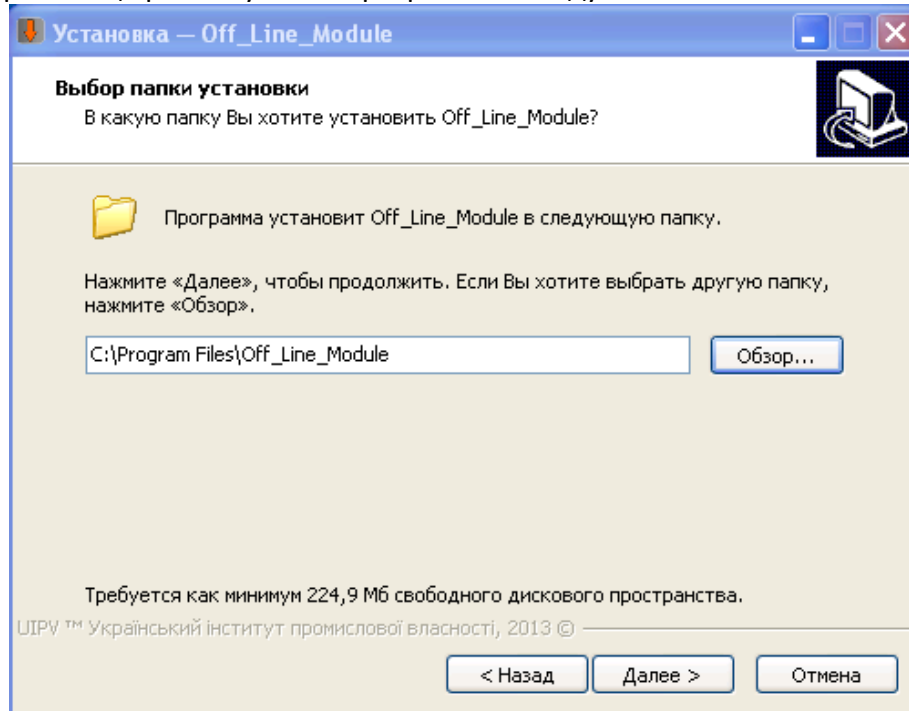 Установка — Off_Line_Module
Выбор папки установки
В какую папку Вы хотите установить Off_Line_Module?
Программа установит Off_Line_Module в следующую папку.
Нажмите «Далее», чтобы продолжить. Если Вы хотите выбрать другую папку,
нажмите «Обзор».
C:\Program Files\Off_Line_Module
Обзор...
Требуется как минимум 224,9 Мб свободного дискового пространства.
UIPV ™ Український інститут промислової власності, 2013 ©
< Назад
Далее >
Отмена